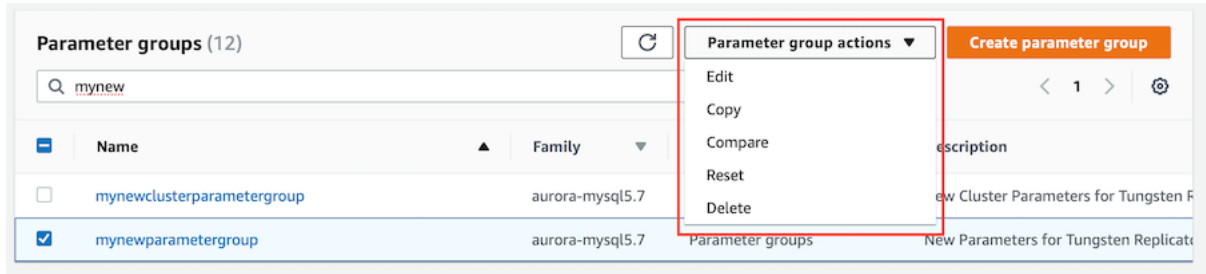 Parameter groups (12)
Parameter group actions ▼
Create parameter group
mynew
< 1 >
Edit
Copy
Compare
Reset
Delete
Name ▲ Family ▼ escription
mynewclusterparametergroup aurora-mysql5.7 ew Cluster Parameters for Tungsten R
mynewparametergroup aurora-mysql5.7 Parameter groups New Parameters for Tungsten Replicat